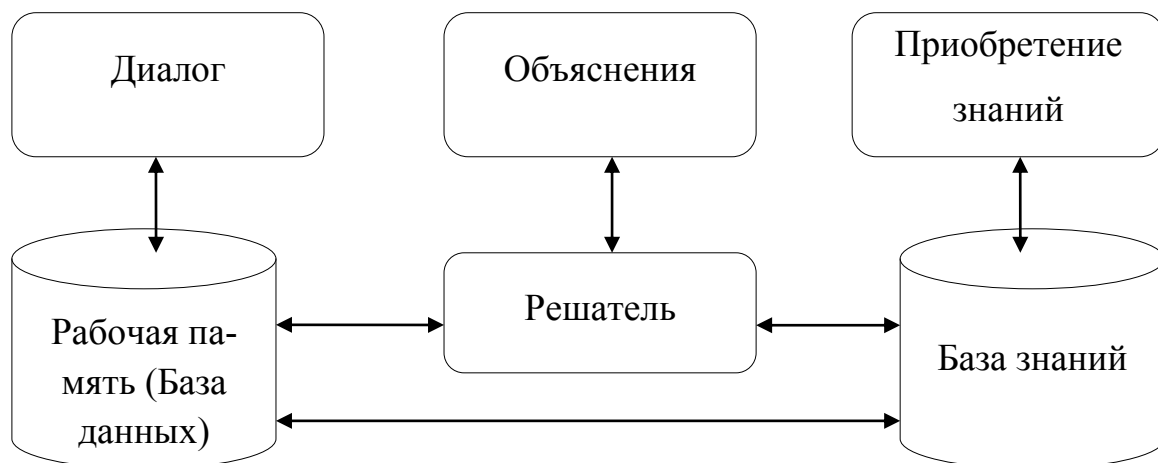 Диалог
Объяснения
Приобретение
знаний
Рабочая па-
мять (База
данных)
Решатель
База знаний